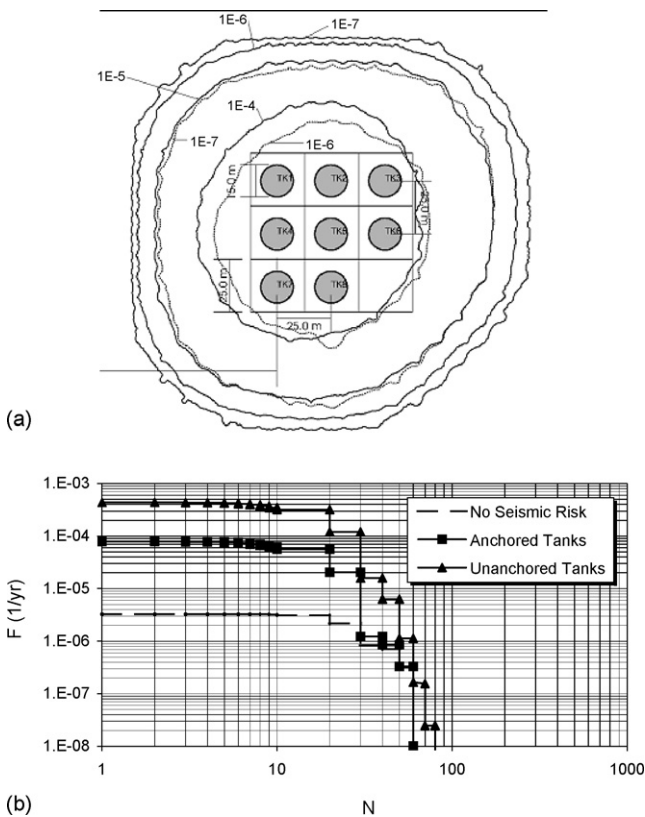 1E-6
1E-7
1E-5
1E-4
1E-7
1E-6
TK1
TK2
TK3
15.0 m
25.0 m
TK4
TK5
TK6
TK7
TK8
25.0 m
25.0 m
(a)
1.E-03
1.E-04
1.E-05
1.E-06
1.E-07
1.E-08
F (1/yr)
No Seismic Risk
Anchored Tanks
Unanchored Tanks
1
10
100
1000
(b)
N